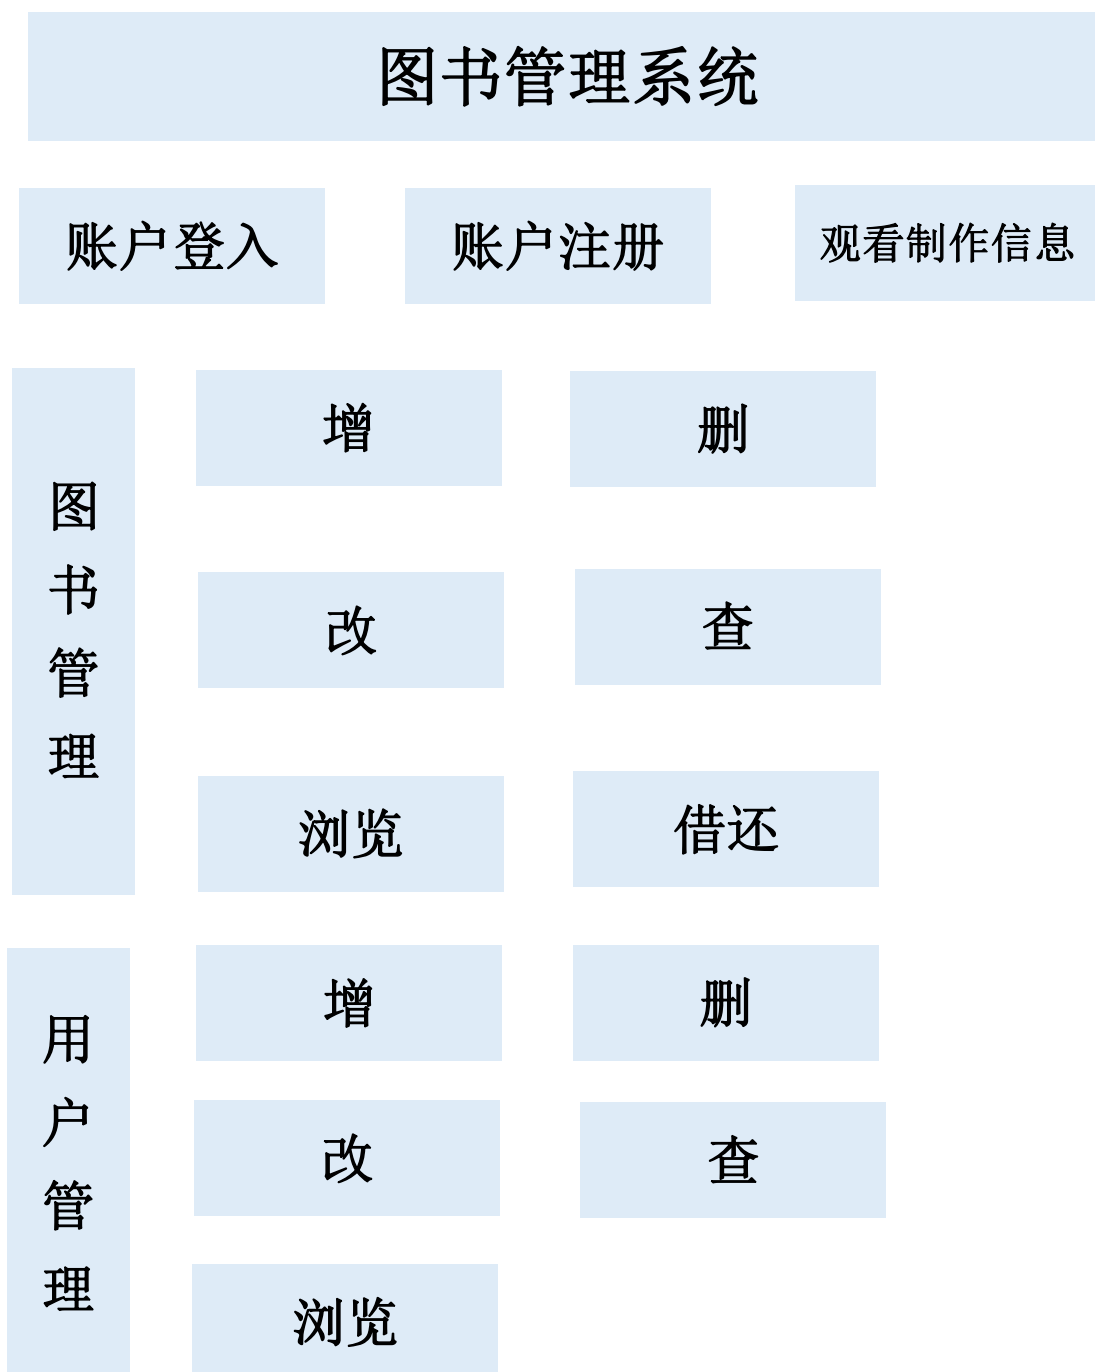 图书管理系统
账户登入
账户注册
观看制作信息
图书管理
增
删
改
查
浏览
借还
用户管理
增
删
改
查
浏览